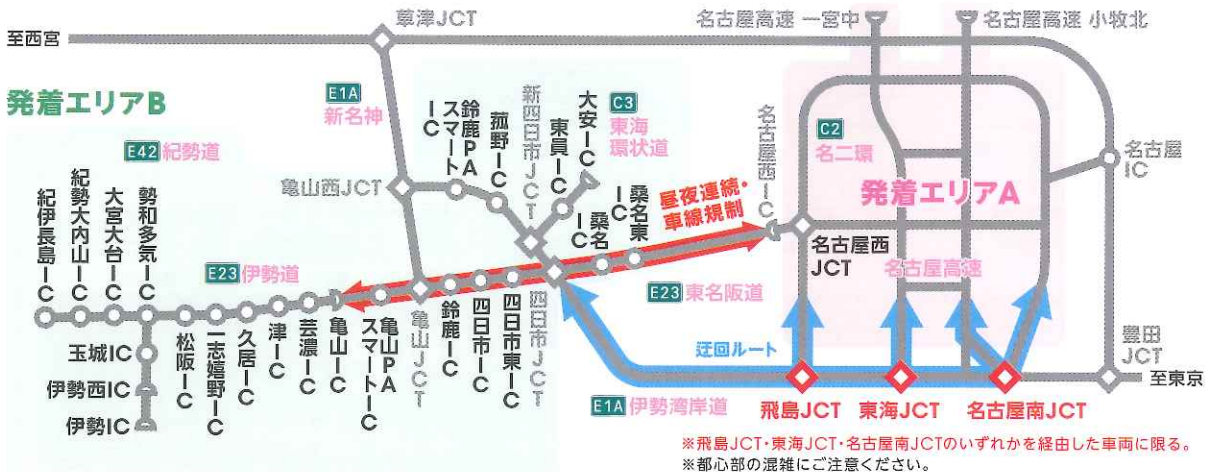 草津JCT
名古屋高速 一宮中
名古屋高速 小牧北
至西宮
発着エリアB
E1A
新名神
C3
東海
環状道
大安IC
東員IC
新四日市JCT
菰野IC
鈴鹿PA
スマート
IC
E42 紀勢道
亀山西JCT
名古屋西IC
C2
名二環
名古屋
IC
発着エリアA
紀伊長島IC
紀勢大内山IC
大宮大台IC
勢和多気IC
昼夜連続・
車線規制
桑名
IC
桑名東
IC
名古屋西
JCT
名古屋高速
E23 伊勢道
E23 東名阪道
玉城IC
伊勢西IC
伊勢IC
松阪IC
一志嬉野IC
久居IC
津IC
芸濃IC
亀山IC
亀山PA
スマートIC
亀山JCT
鈴鹿IC
四日市IC
四日市東IC
四日市JCT
迂回ルート
豊田
JCT
至東京
E1A 伊勢湾岸道
飛島JCT
東海JCT
名古屋南JCT
※飛島JCT・東海JCT・名古屋南JCTのいずれかを経由した車両に限る。
※都心部の混雑にご注意ください。